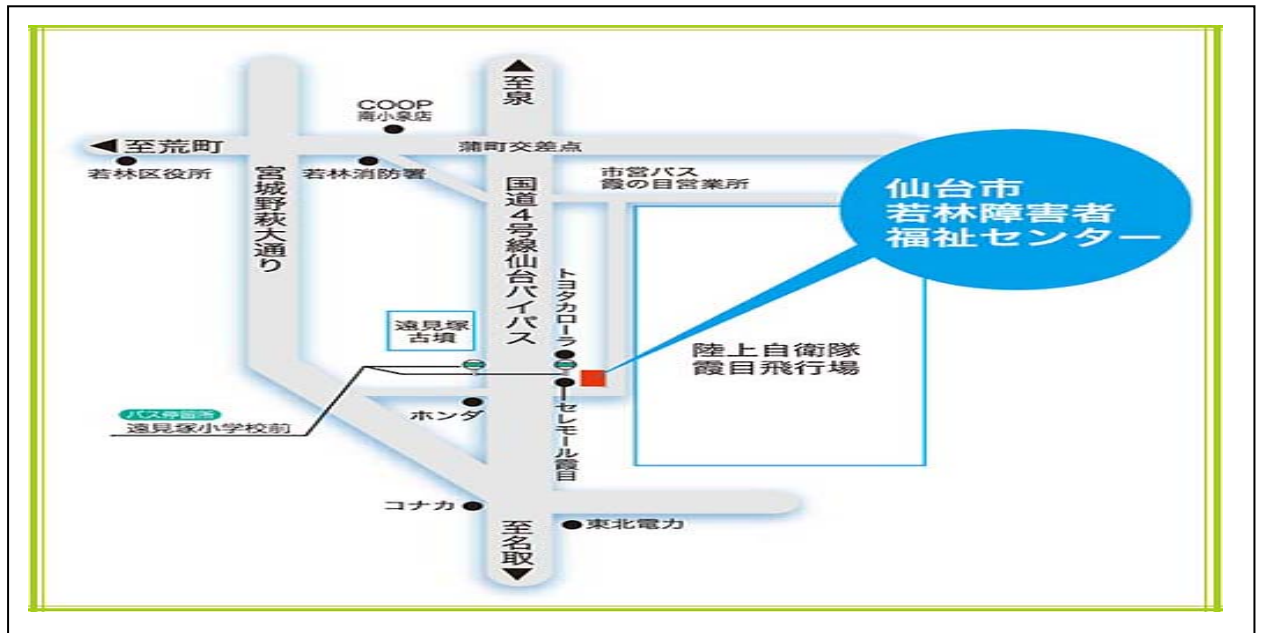 至泉
COOP
南小泉店
至荒町
蒲町交差点
若林区役所
若林消防署
市営バス
霞の目営業所
仙台市
若林障害者
福祉センター
宮城野萩大通り
国道4号線仙台バイパス
トヨタカローラ
遠見塚
古墳
陸上自衛隊
霞目飛行場
バス停留所
遠見塚小学校前
ホンダ
セレモール霞目
コナカ
東北電力
至名取